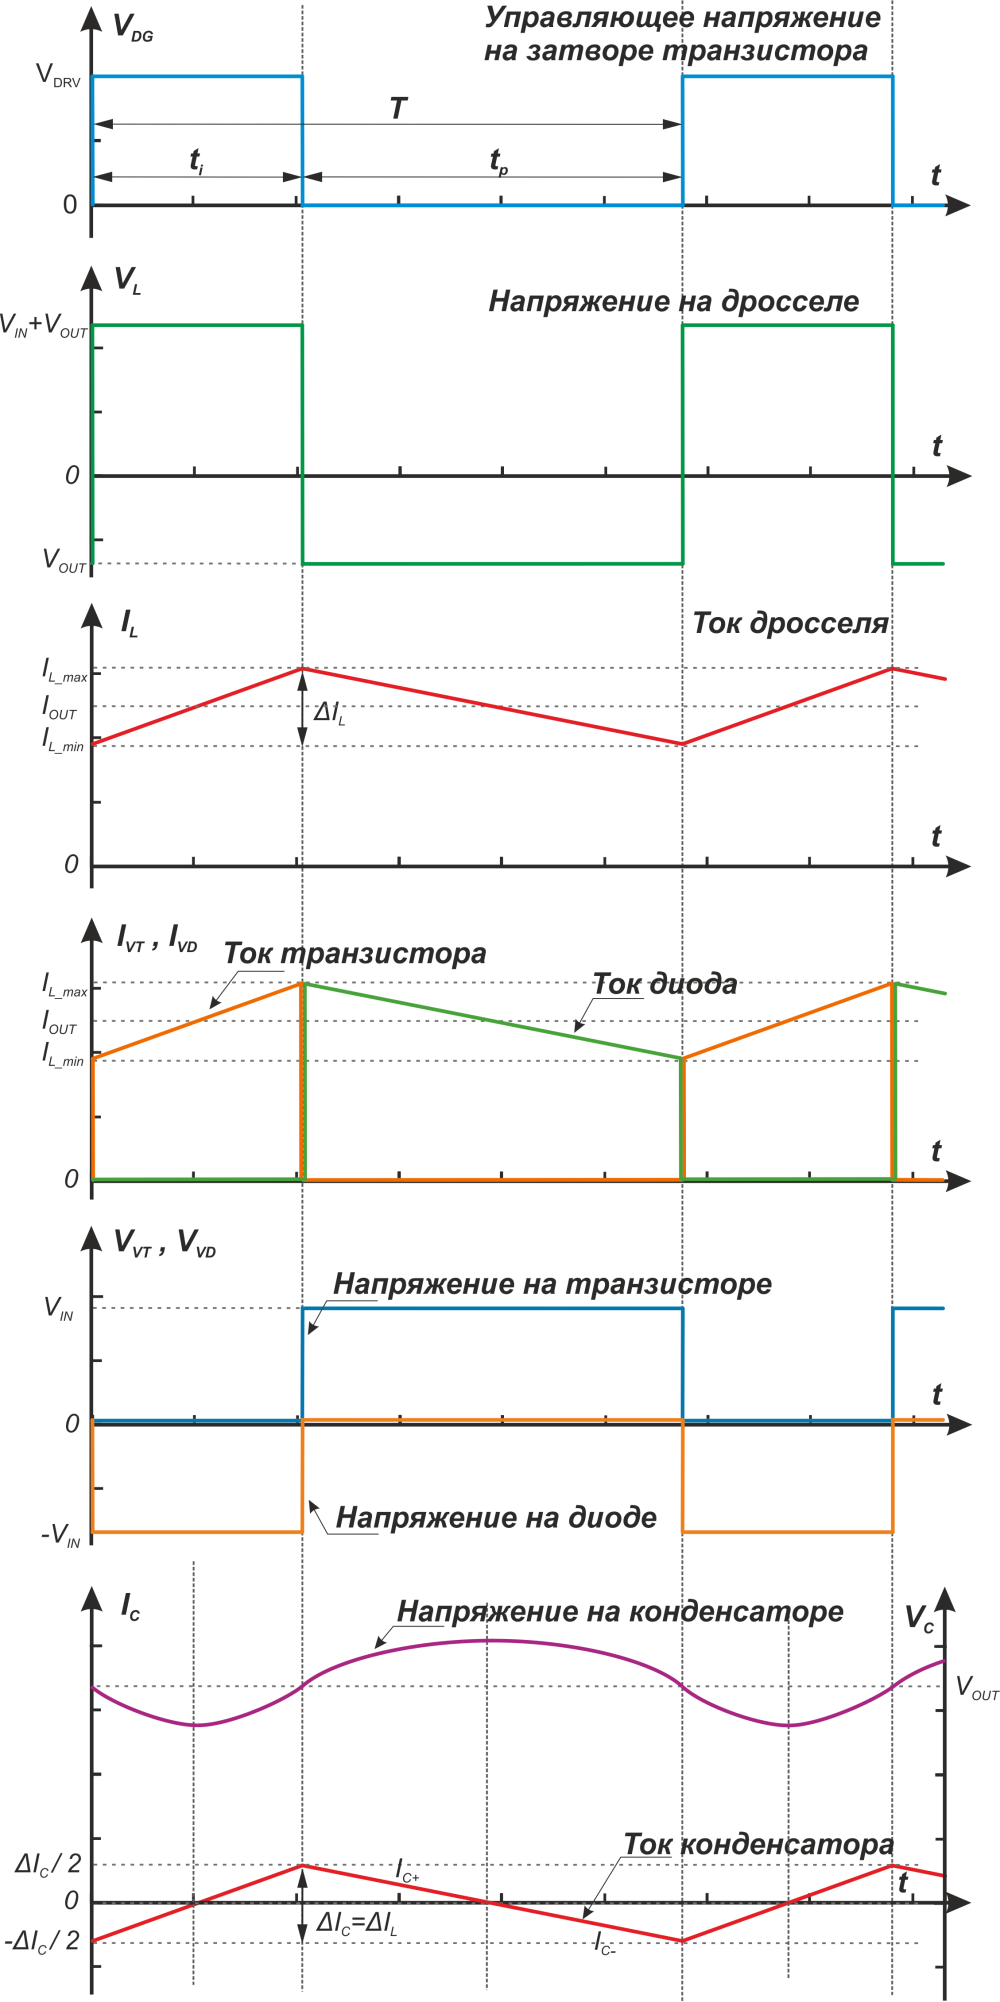 V_DG
Управляющее напряжение
на затворе транзистора
V_DRV
T
t_i
t_p
t
0
V_L
Напряжение на дросселе
V_IN+V_OUT
t
0
V_OUT
I_L
Ток дросселя
I_L_max
I_OUT
ΔI_L
I_L_min
t
0
I_VT , I_VD
Ток транзистора
I_L_max
Ток диода
I_OUT
I_L_min
t
0
V_VT , V_VD
Напряжение на транзисторе
V_IN
t
0
Напряжение на диоде
-V_IN
I_C
Напряжение на конденсаторе
V_C
V_OUT
Ток конденсатора
ΔI_C / 2
I_C+
t
0
ΔI_C=ΔI_L
-ΔI_C / 2
I_C-